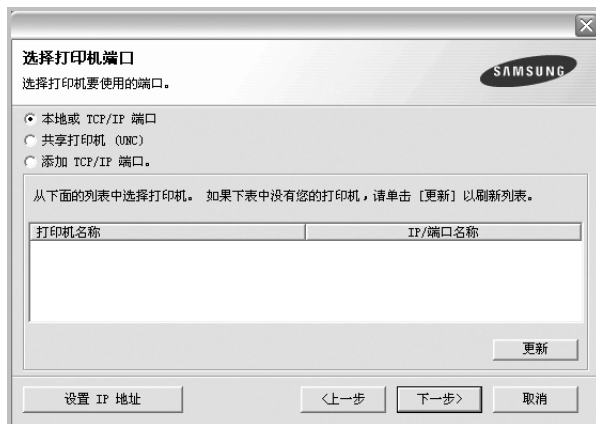 选择打印机端口
选择打印机要使用的端口。
SAMSUNG
本地或 TCP/IP 端口
共享打印机 (UNC)
添加 TCP/IP 端口。
从下面的列表中选择打印机。 如果下表中没有您的打印机,请单击 [更新] 以刷新列表。
打印机名称 IP/端口名称
更新
设置 IP 地址 <上一步 下一步> 取消